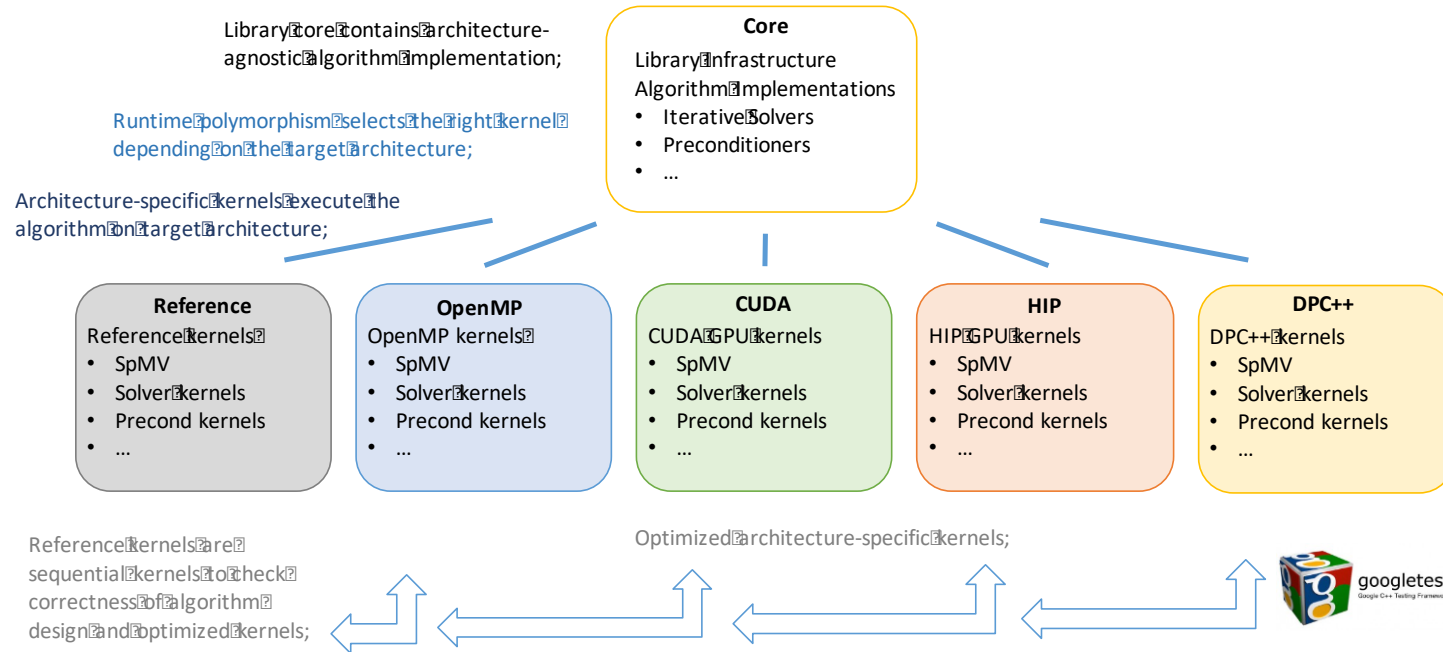 Library core contains architecture-
agnostic algorithm implementation;
Runtime polymorphism selects the right kernel
depending on the target architecture;
Architecture-specific kernels execute the
algorithm on target architecture;
Core
Library Infrastructure
Algorithm Implementations
• Iterative Solvers
• Preconditioners
• …
Reference
Reference kernels
• SpMV
• Solver kernels
• Precond kernels
• …
OpenMP
OpenMP kernels
• SpMV
• Solver kernels
• Precond kernels
• …
CUDA
CUDA GPU kernels
• SpMV
• Solver kernels
• Precond kernels
• …
HIP
HIP GPU kernels
• SpMV
• Solver kernels
• Precond kernels
• …
DPC++
DPC++ kernels
• SpMV
• Solver kernels
• Precond kernels
• …
Reference kernels are
sequential kernels to check
correctness of algorithm
design and optimized kernels;
Optimized architecture-specific kernels;
googletes
Google C++ Testing Framewo